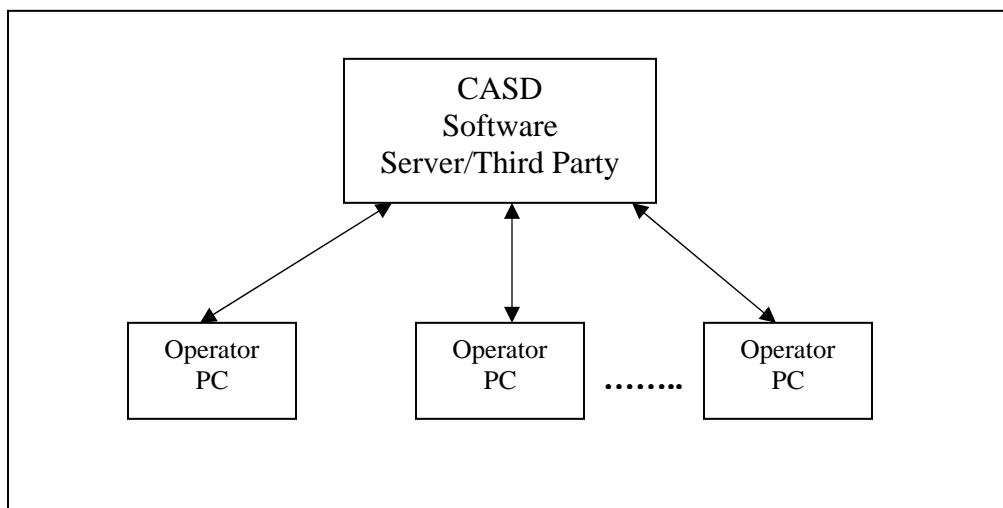 CASD
Software
Server/Third Party
Operator
PC
Operator
PC
……..
Operator
PC